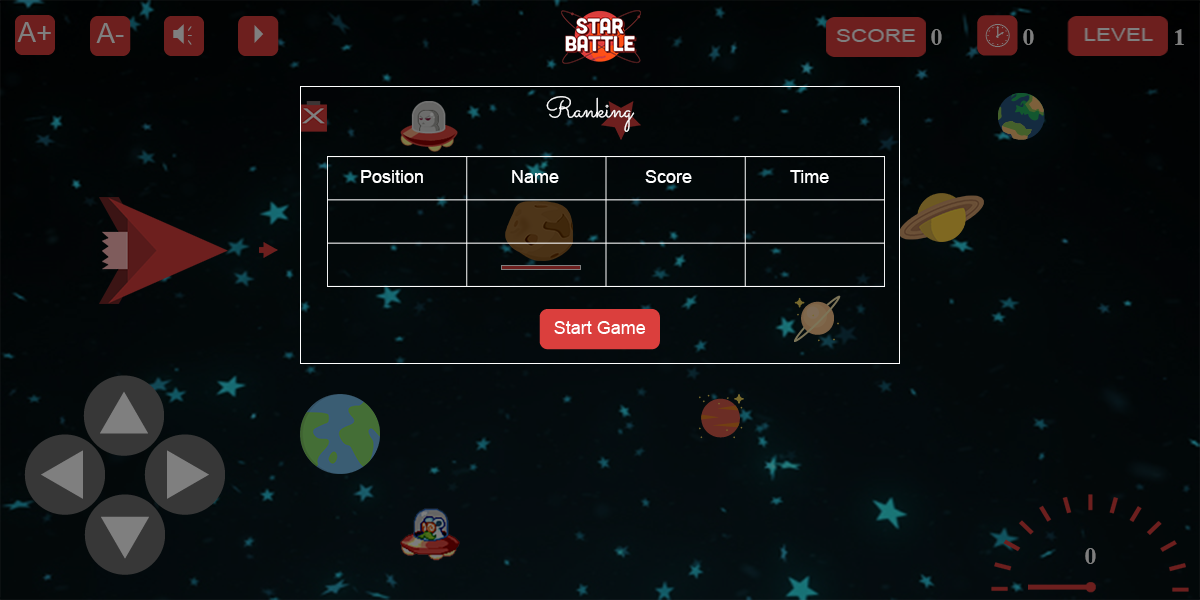 A+ A-
STAR
BATTLE
SCORE 0 0 LEVEL 1
Ranking
Position Name Score Time
Start Game
0